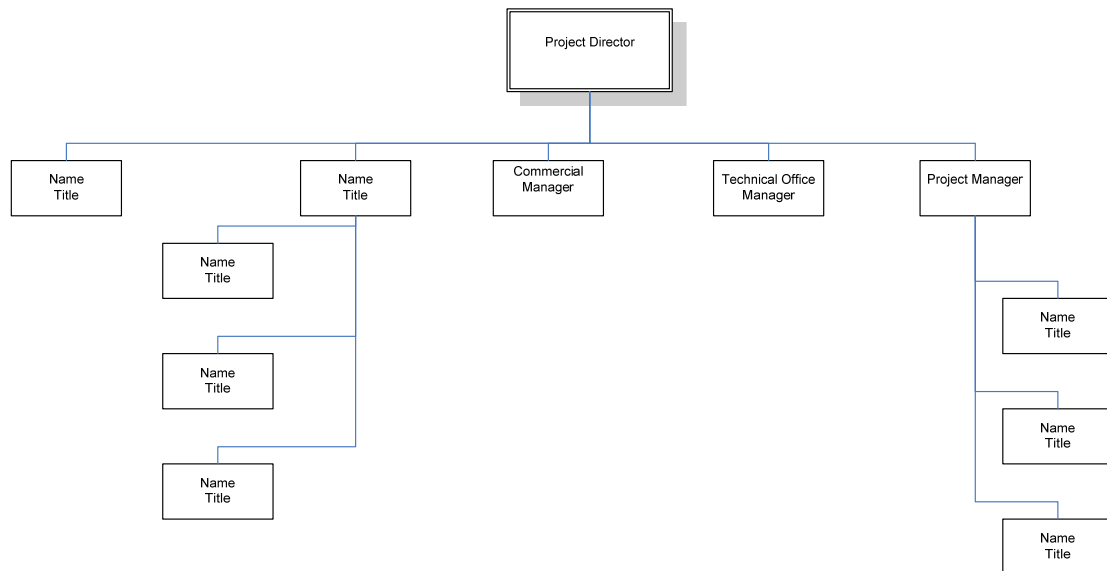 Project Director
Name
Title
Name
Title
Commercial
Manager
Technical Office
Manager
Project Manager
Name
Title
Name
Title
Name
Title
Name
Title
Name
Title
Name
Title